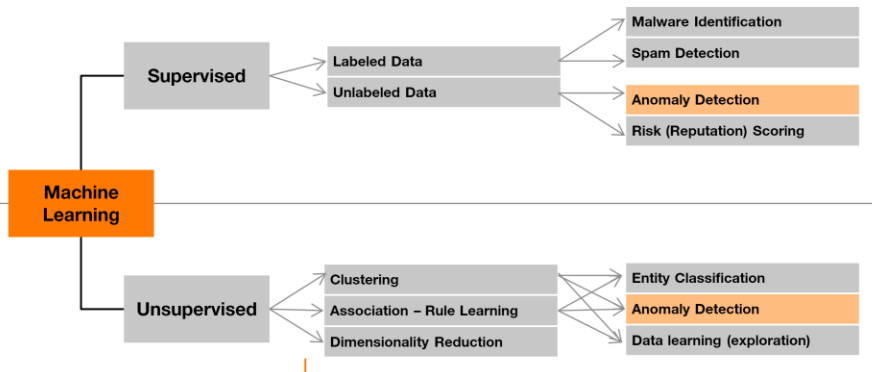 Malware Identification
Supervised
Labeled Data
Spam Detection
Unlabeled Data
Anomaly Detection
Risk (Reputation) Scoring
Machine
Learning
Unsupervised
Clustering
Entity Classification
Association – Rule Learning
Anomaly Detection
Dimensionality Reduction
Data learning (exploration)